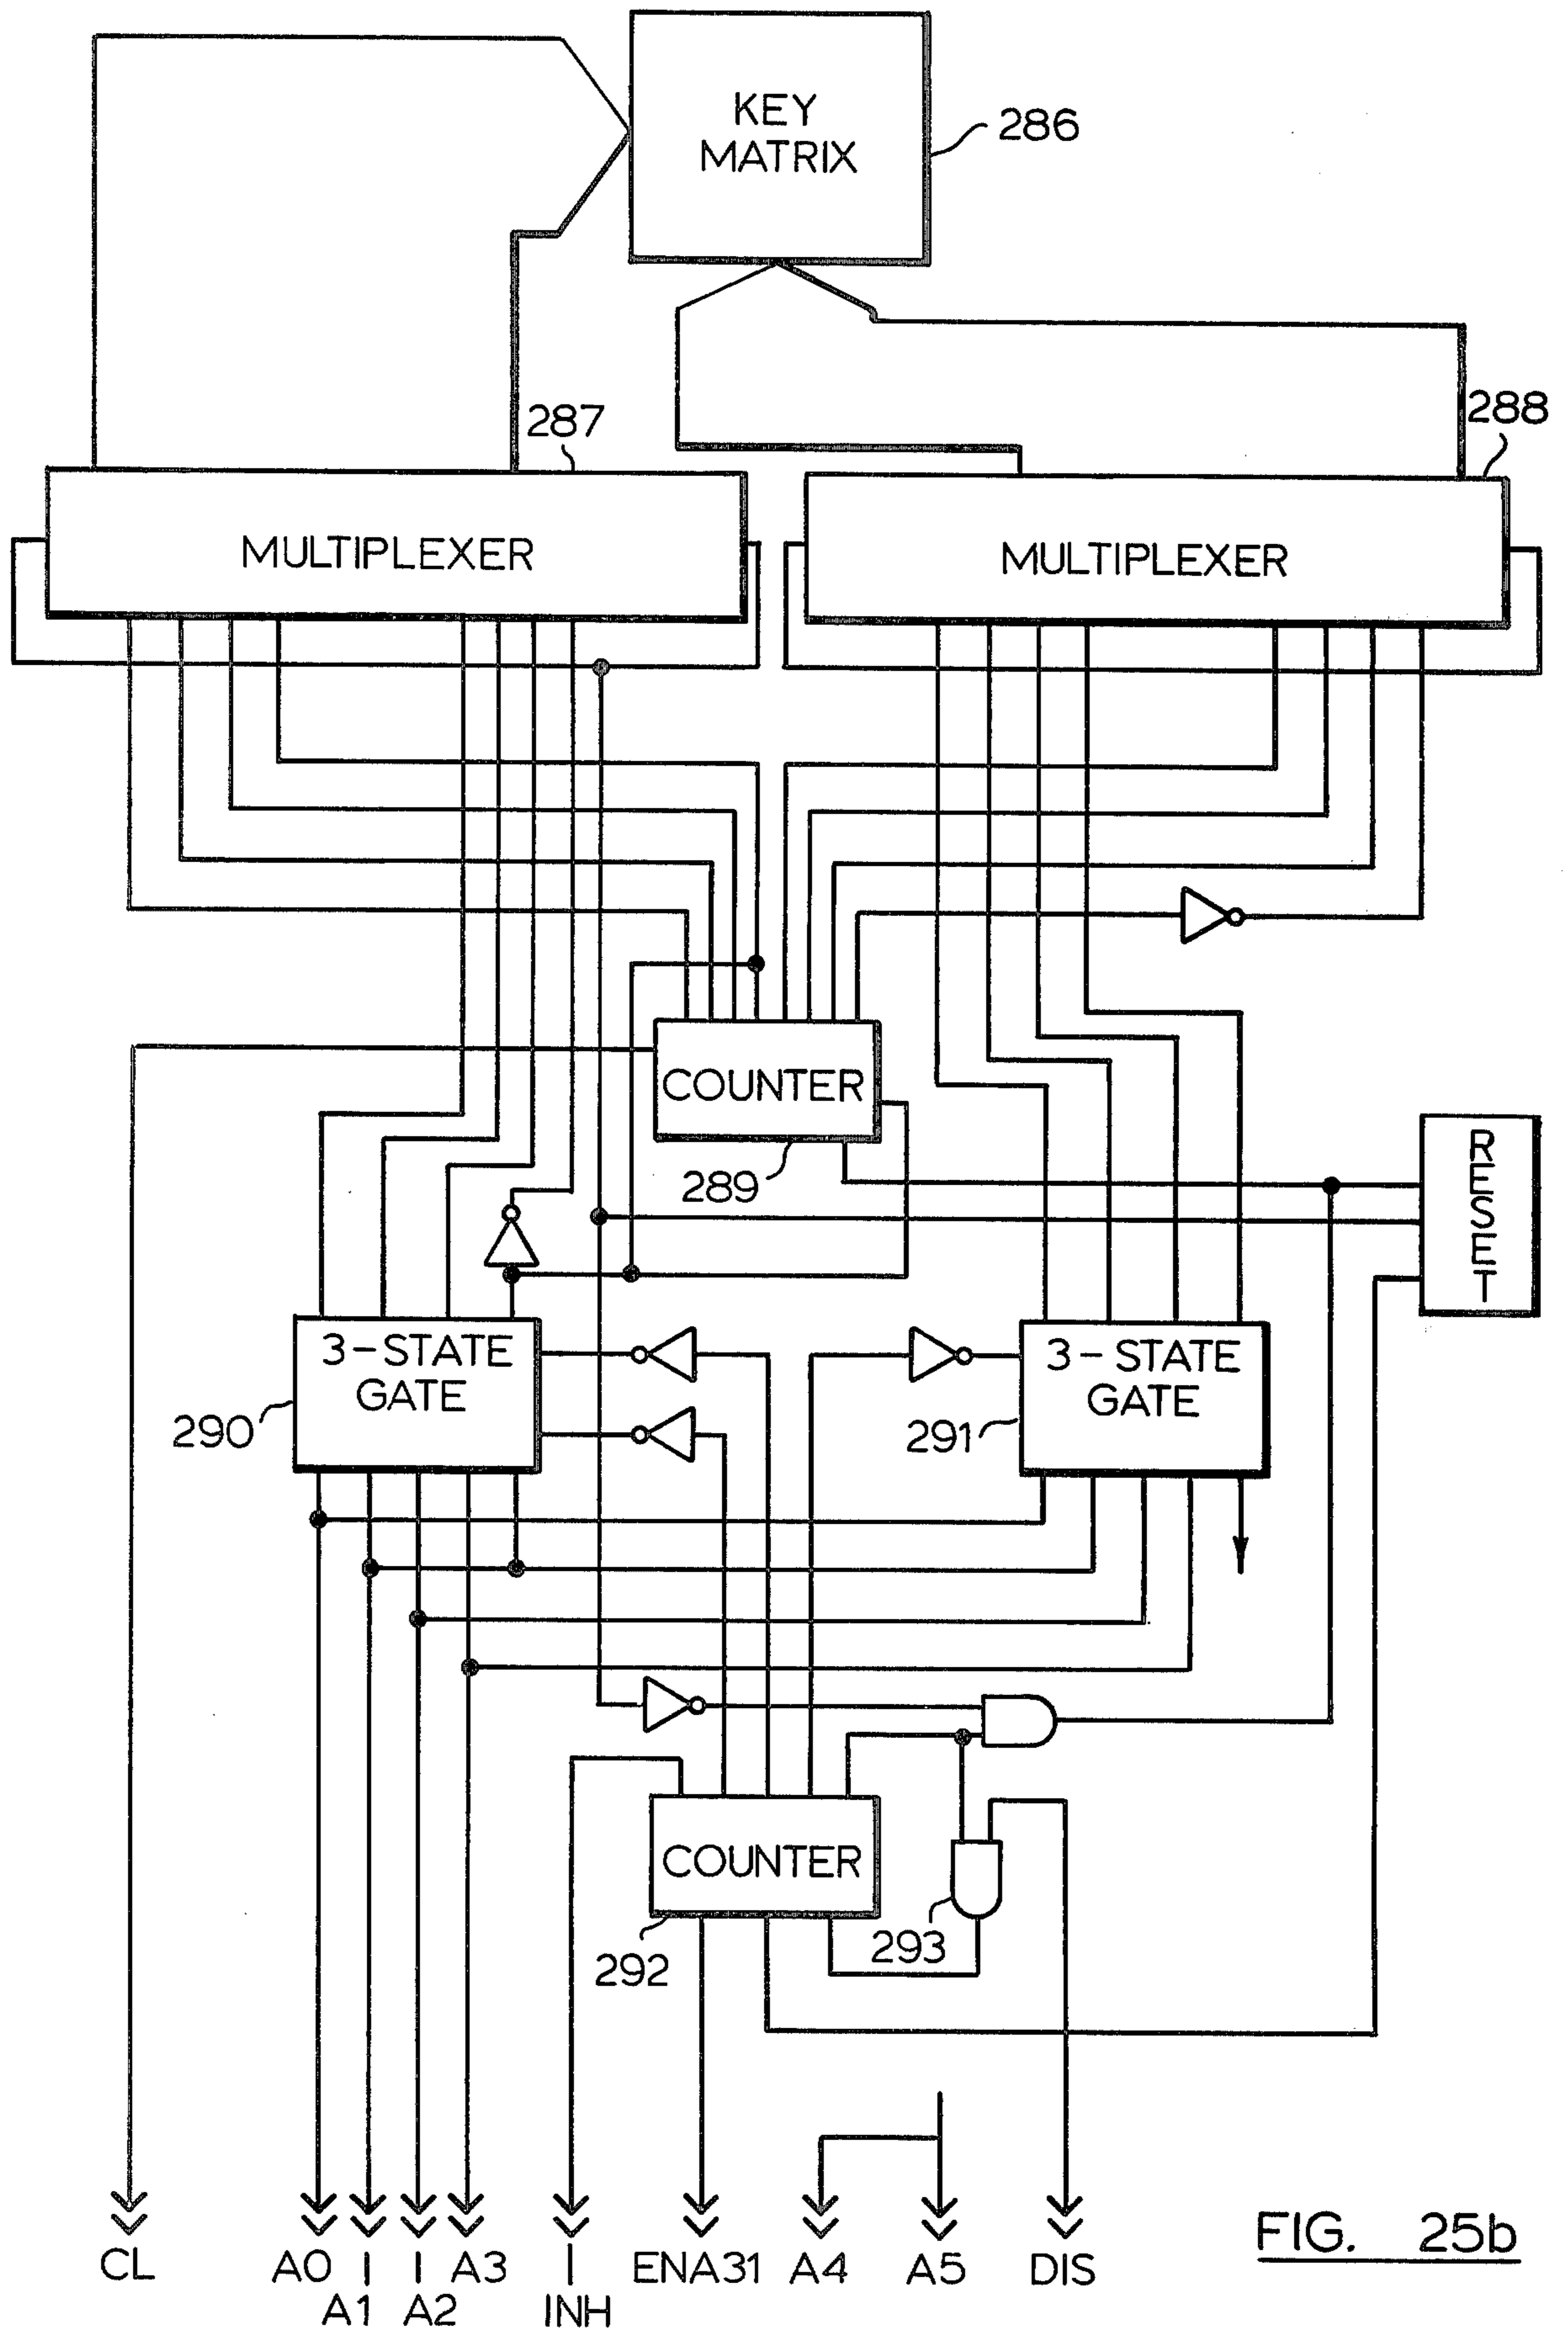 KEY
MATRIX
286
287
288
MULTIPLEXER
MULTIPLEXER
COUNTER
289
RESET
3-STATE
GATE
290
3-STATE
GATE
291
COUNTER
292
293
CL
A0
A1
A2
A3
INH
ENA31
A4
A5
DIS
FIG. 25b